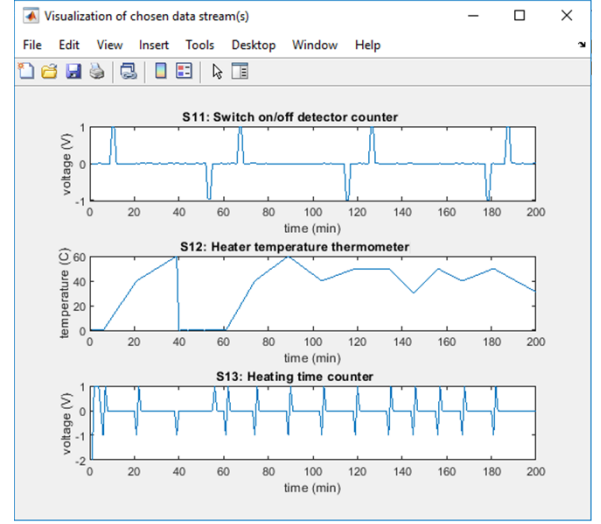 Visualization of chosen data stream(s)
File Edit View Insert Tools Desktop Window Help
S11: Switch on/off detector counter
voltage (V)
1
0
-1
0 20 40 60 80 100 120 140 160 180 200
time (min)
S12: Heater temperature thermometer
temperature (C)
60
40
20
0
0 20 40 60 80 100 120 140 160 180 200
time (min)
S13: Heating time counter
voltage (V)
1
0
-1
-2
0 20 40 60 80 100 120 140 160 180 200
time (min)